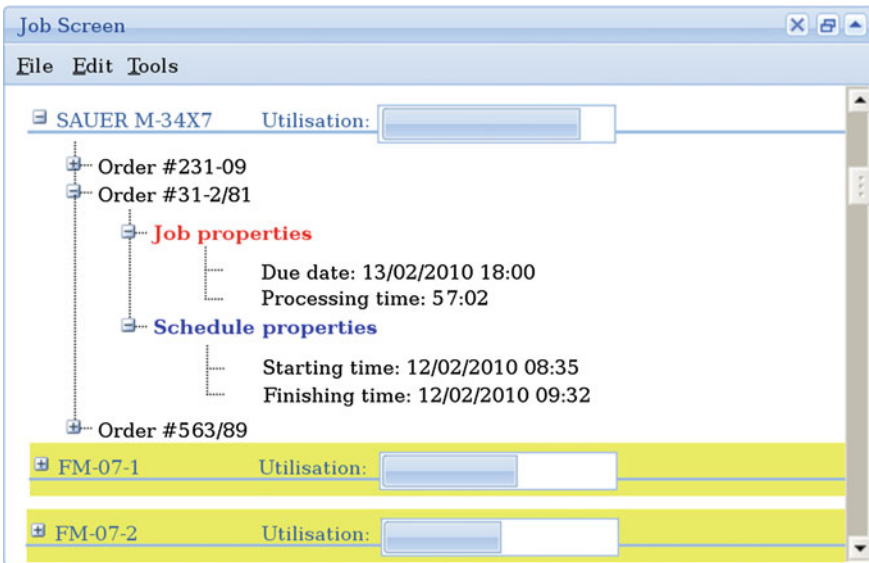 Job Screen
File Edit Tools
SAUER M-34X7 Utilisation:
Order #231-09
Order #31-2/81
Job properties
Due date: 13/02/2010 18:00
Processing time: 57:02
Schedule properties
Starting time: 12/02/2010 08:35
Finishing time: 12/02/2010 09:32
Order #563/89
FM-07-1 Utilisation:
FM-07-2 Utilisation: